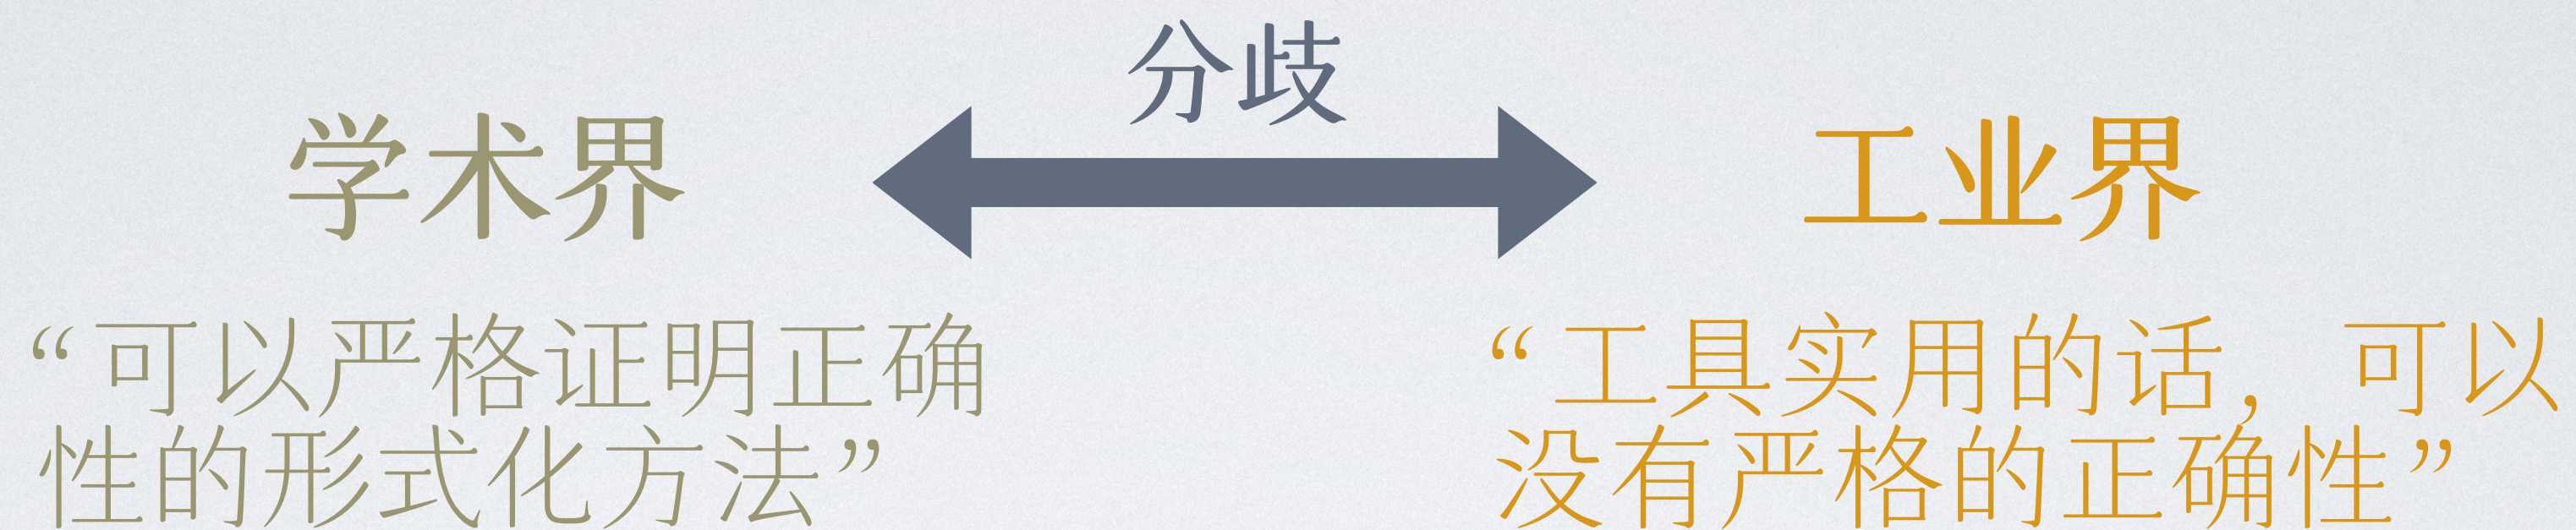 分歧
学术界
工业界
“可以严格证明正确
性的形式化方法”
“工具实用的话，可以
没有严格的正确性”